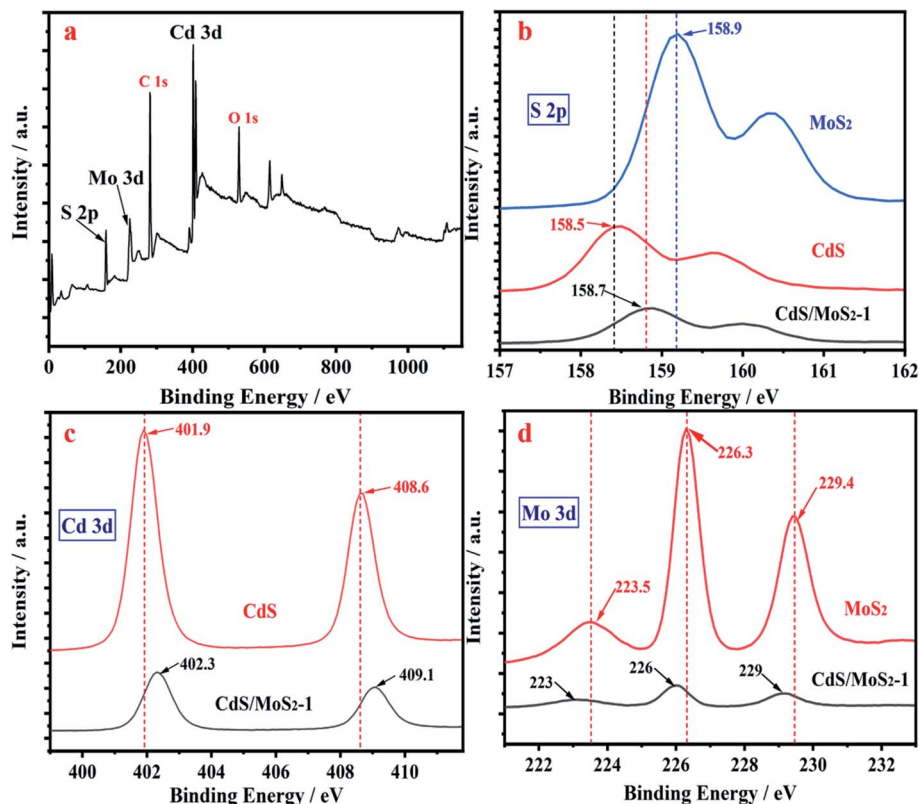 a
Cd 3d
C 1s
O 1s
Mo 3d
S 2p
Intensity / a.u.
0 200 400 600 800 1000
Binding Energy / eV
b
158.9
S 2p
MoS₂
158.5
CdS
158.7
CdS/MoS₂-1
Intensity / a.u.
157 158 159 160 161 162
Binding Energy / eV
c
401.9
408.6
Cd 3d
CdS
402.3
409.1
CdS/MoS₂-1
Intensity / a.u.
400 402 404 406 408 410
Binding Energy / eV
d
226.3
Mo 3d
229.4
223.5
MoS₂
CdS/MoS₂-1
223
226
229
Intensity / a.u.
222 224 226 228 230 232
Binding Energy / eV